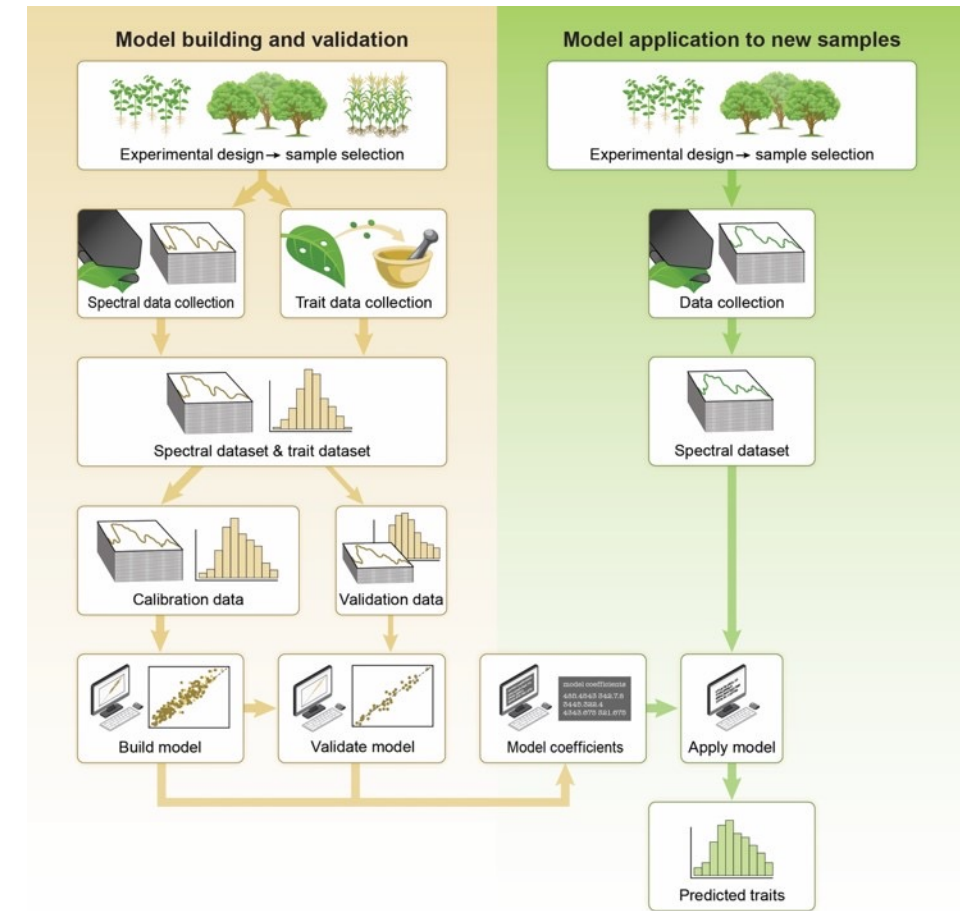 Model building and validation
Experimental design → sample selection
Spectral data collection
Trait data collection
Spectral dataset & trait dataset
Calibration data
Validation data
Build model
Validate model
Model application to new samples
Experimental design → sample selection
Data collection
Spectral dataset
model coefficients
Model coefficients
Apply model
Predicted traits